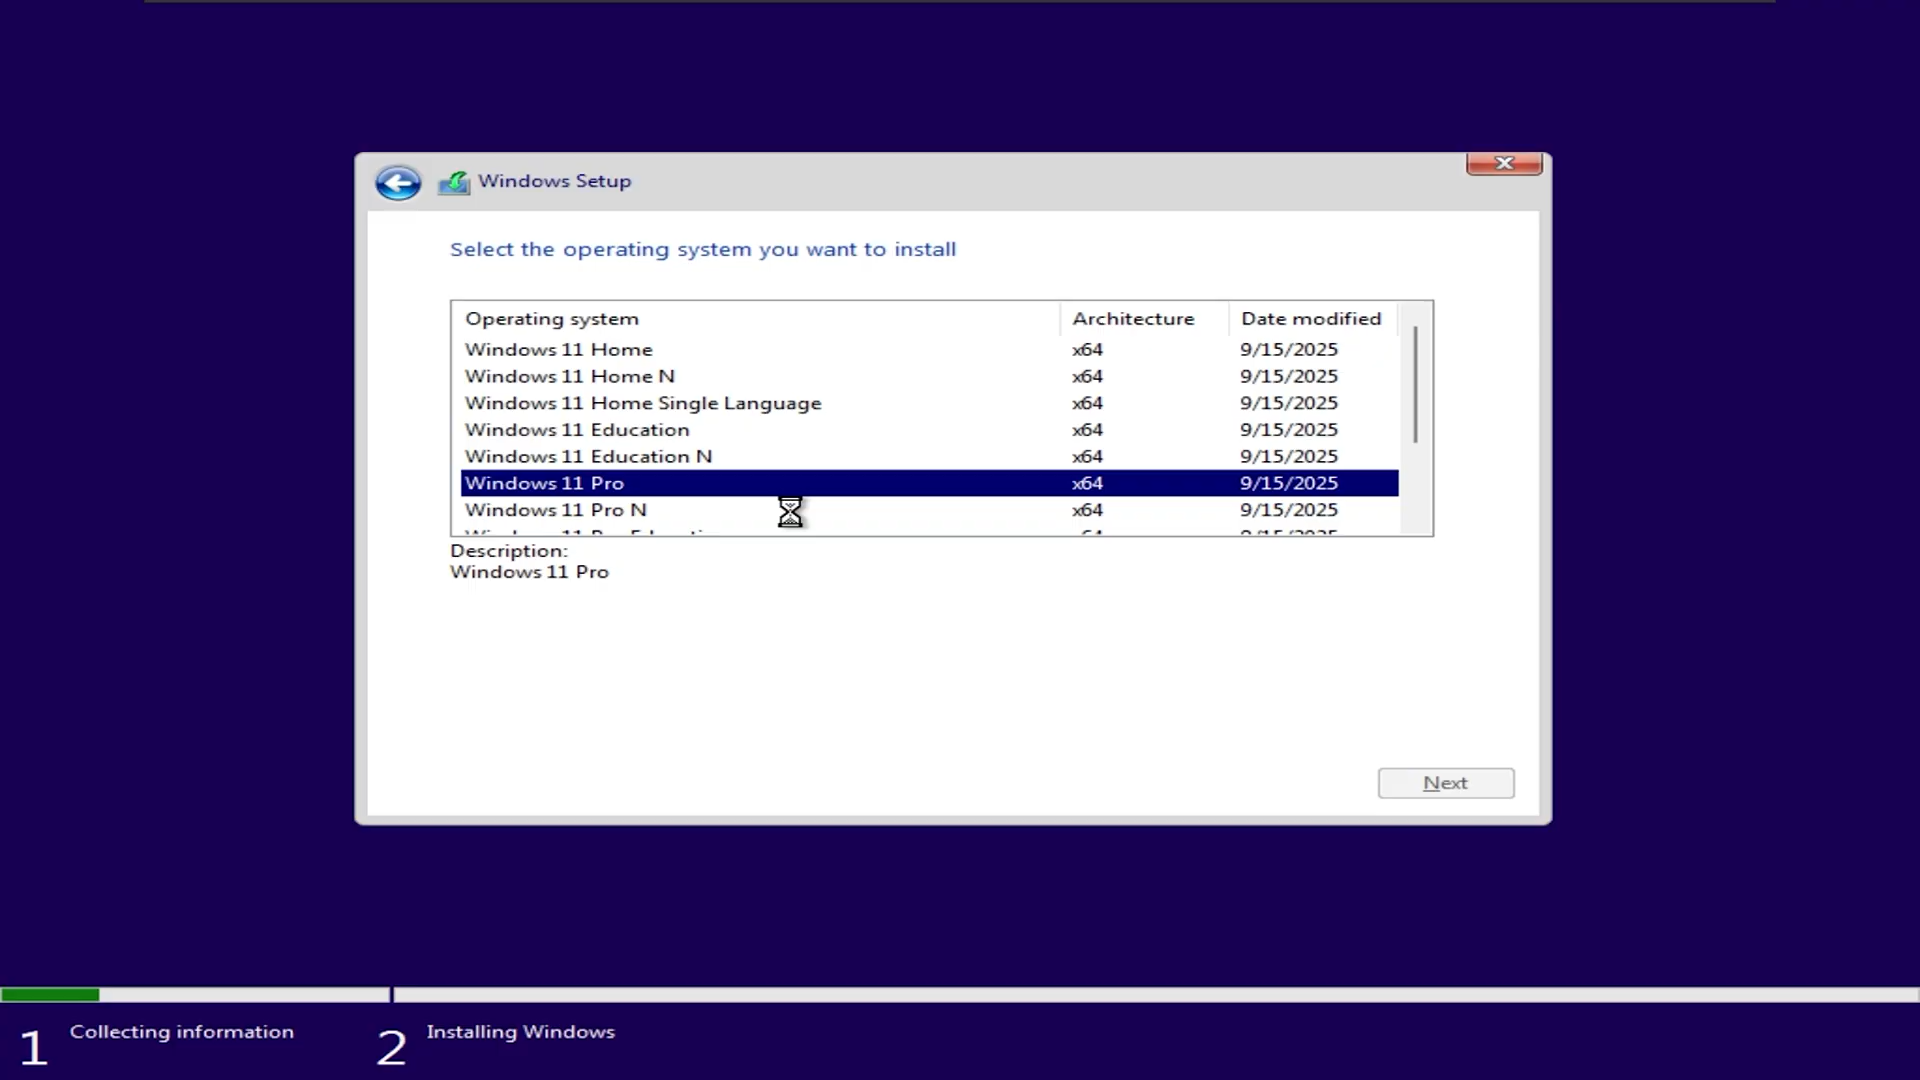 Windows Setup
Select the operating system you want to install
Operating system Architecture Date modified
Windows 11 Home x64 9/15/2025
Windows 11 Home N x64 9/15/2025
Windows 11 Home Single Language x64 9/15/2025
Windows 11 Education x64 9/15/2025
Windows 11 Education N x64 9/15/2025
Windows 11 Pro x64 9/15/2025
Windows 11 Pro N x64 9/15/2025
Description:
Windows 11 Pro
Next
1 Collecting information 2 Installing Windows